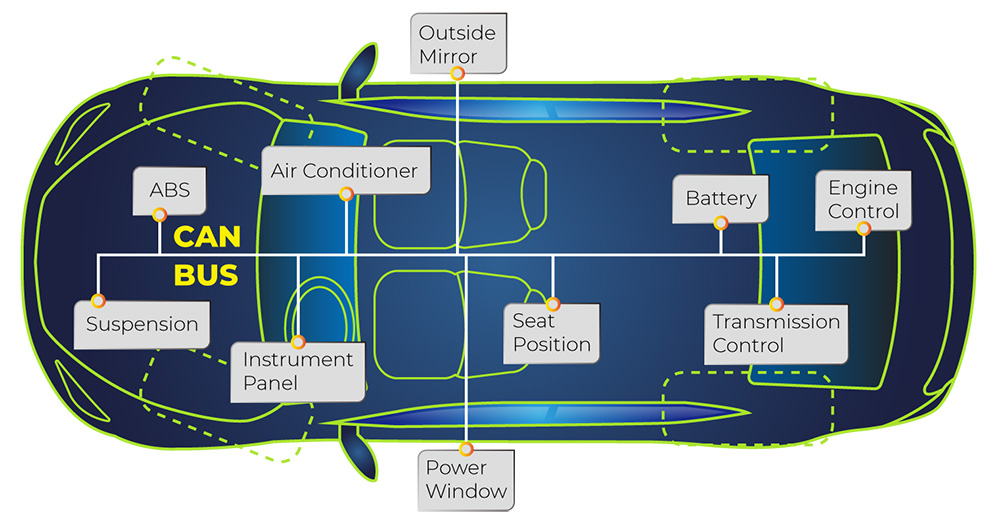 Outside
Mirror
Air Conditioner
ABS
Battery
Engine
Control
CAN
BUS
Suspension
Instrument
Panel
Seat
Position
Transmission
Control
Power
Window